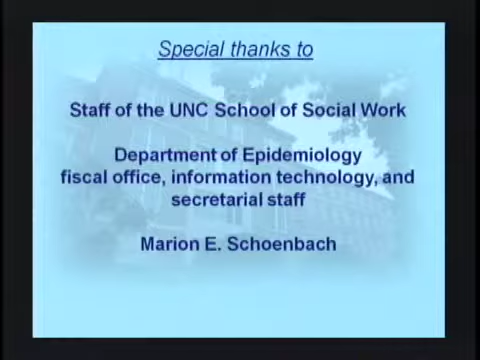 Special thanks to
Staff of the UNC School of Social Work
Department of Epidemiology
fiscal office, information technology, and
secretarial staff
Marion E. Schoenbach